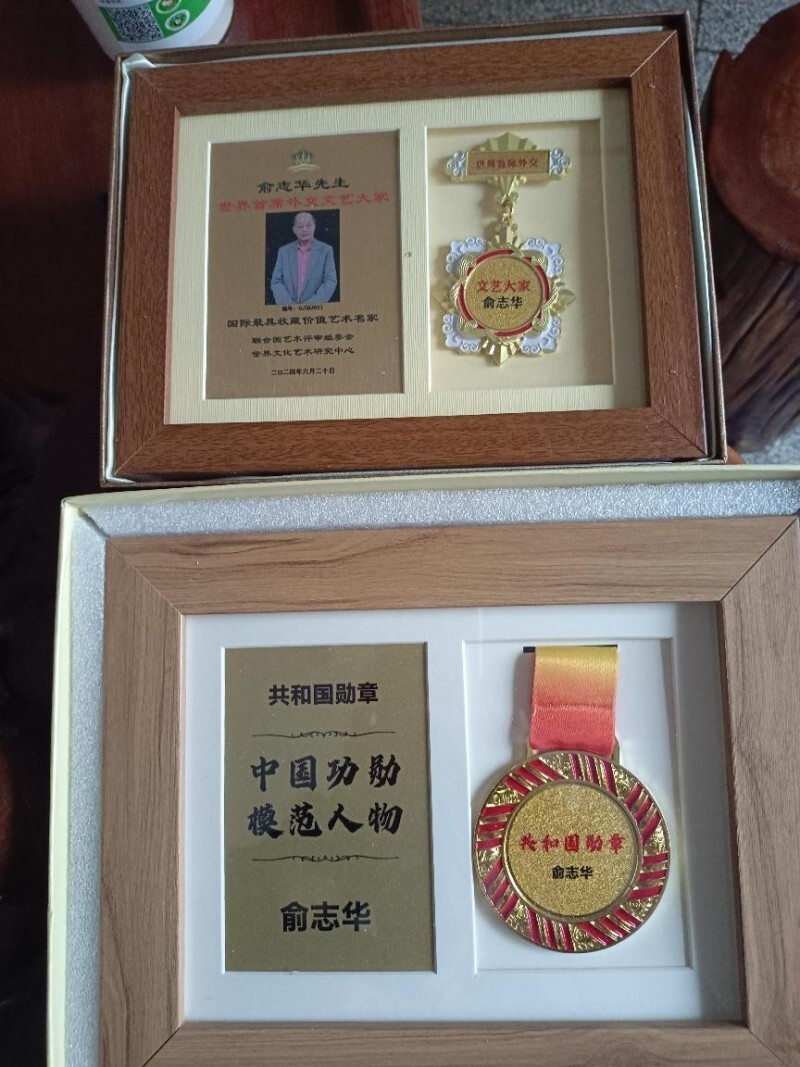 俞志华先生
世界首席外交文艺大家
国际最具收藏价值艺术名家
联合国艺术评审组委会
世界文化艺术研究中心
二〇二四年六月二十日
世界首席外交
文艺大家
俞志华
共和国勋章
中国功勋
模范人物
俞志华
共和国勋章
俞志华